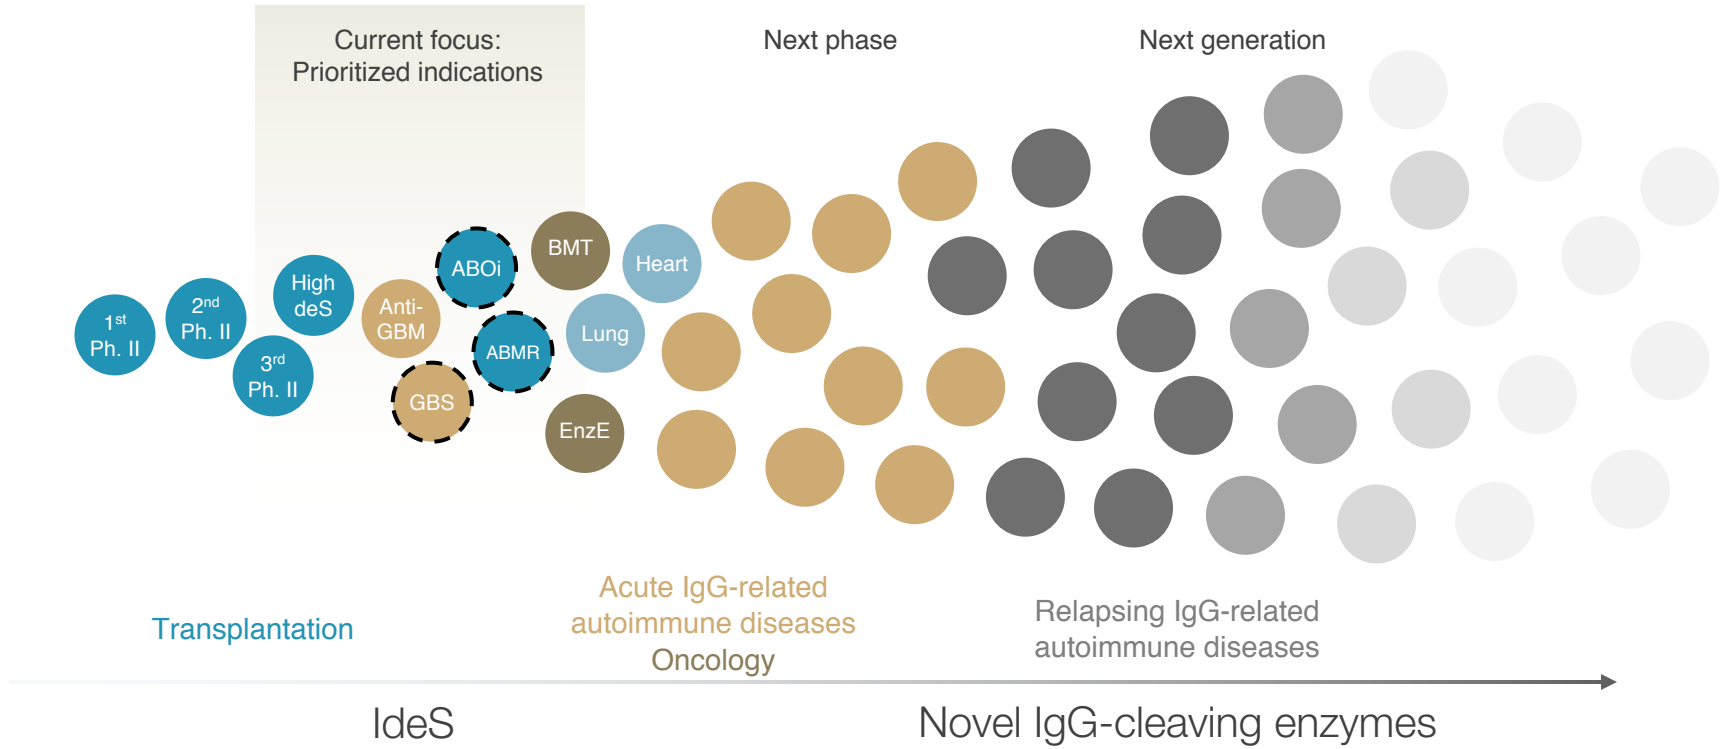 Current focus:
Prioritized indications
Next phase
Next generation
1st
Ph. II
2nd
Ph. II
3rd
Ph. II
High
deS
Anti-
GBM
GBS
ABOi
ABMR
BMT
Heart
Lung
EnzE
Transplantation
Acute IgG-related
autoimmune diseases
Oncology
Relapsing IgG-related
autoimmune diseases
IdeS
Novel IgG-cleaving enzymes